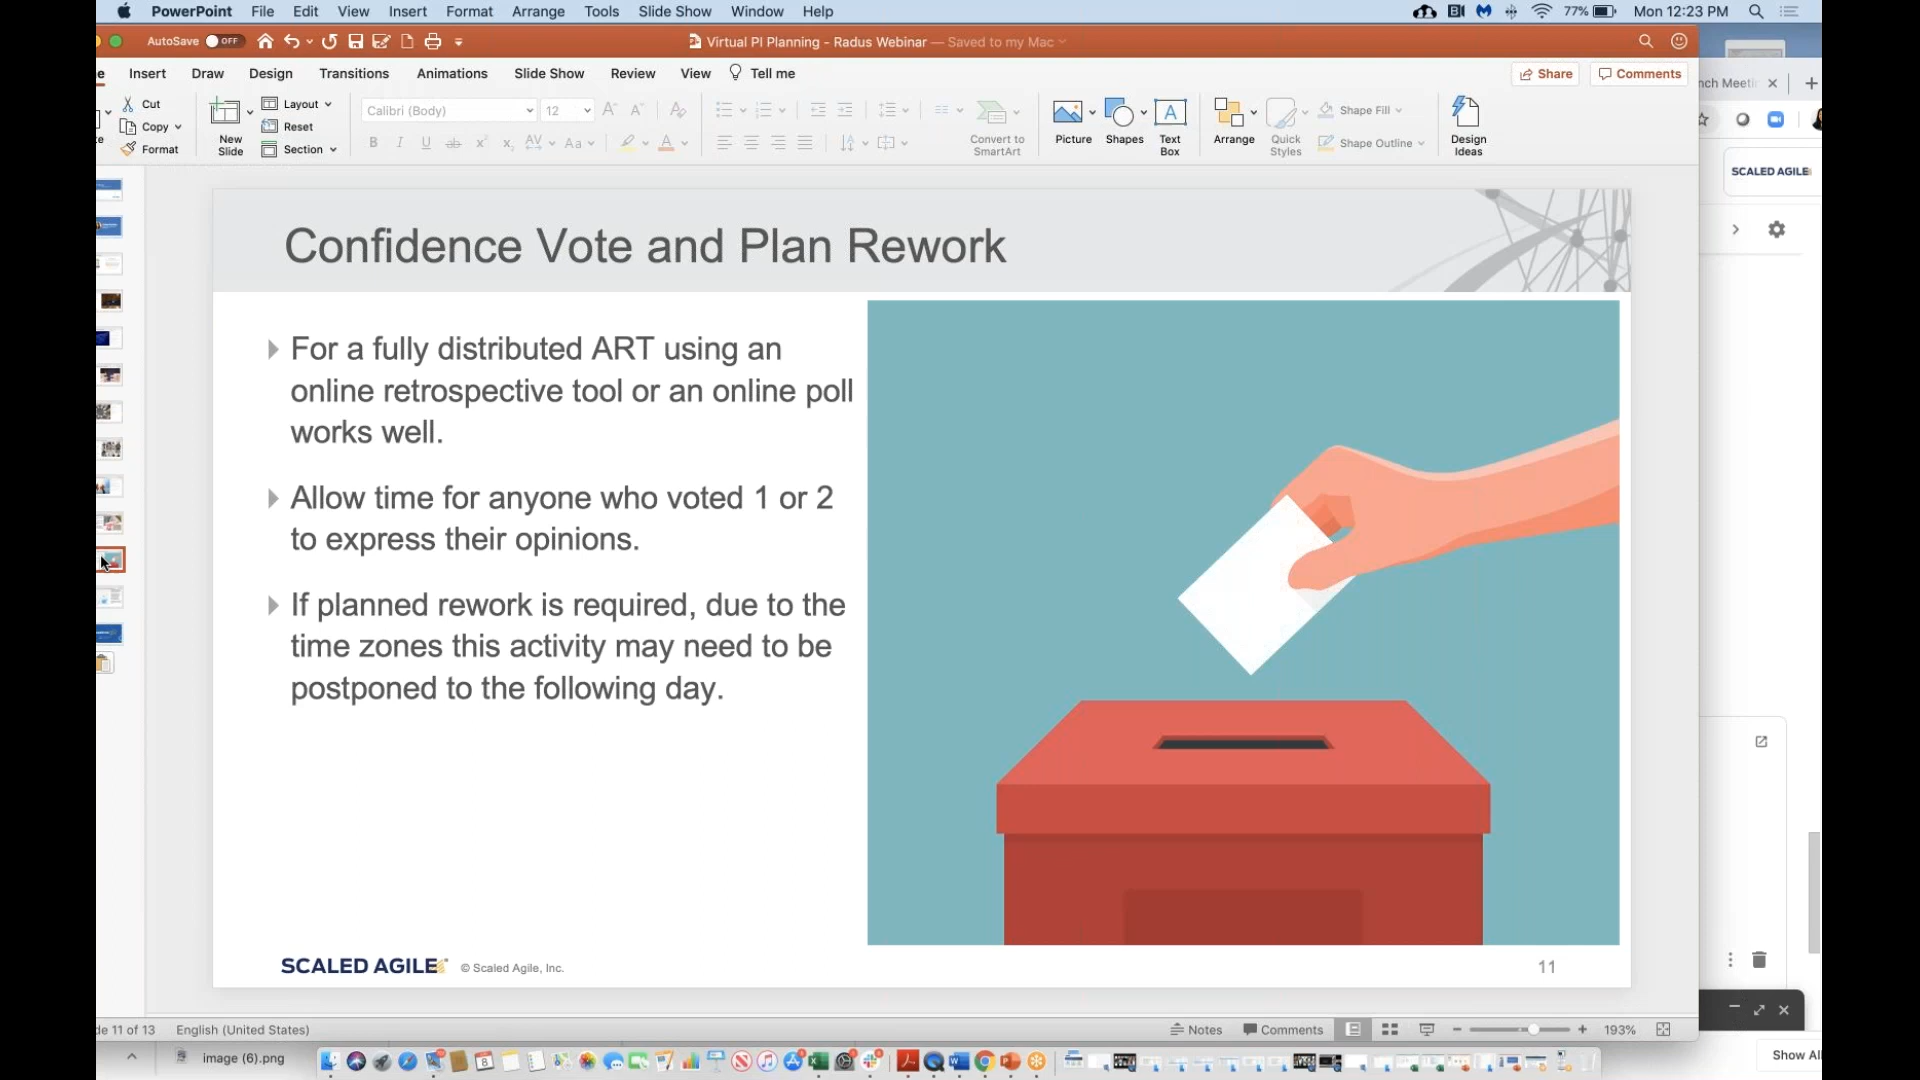 PowerPoint File Edit View Insert Format Arrange Tools Slide Show Window Help 77% Mon 12:23 PM
AutoSave OFF Virtual PI Planning - Radus Webinar — Saved to my Mac
Insert Draw Design Transitions Animations Slide Show Review View Tell me Share Comments
Cut Layout Calibri (Body) 12 Shape Fill
Copy Reset
Format New Slide Section Convert to SmartArt Picture Shapes Text Box Arrange Quick Styles Shape Outline Design Ideas
SCALED AGILE
Confidence Vote and Plan Rework
For a fully distributed ART using an
online retrospective tool or an online poll
works well.
Allow time for anyone who voted 1 or 2
to express their opinions.
If planned rework is required, due to the
time zones this activity may need to be
postponed to the following day.
SCALED AGILE © Scaled Agile, Inc. 11
de 11 of 13 English (United States) Notes Comments 193%
image (6).png Show All